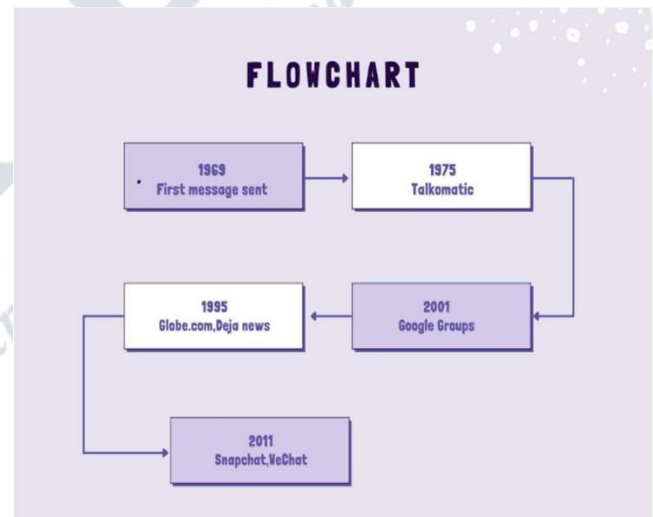 FLOWCHART
1969
First message sent
1975
Talkomatic
2001
Google Groups
1995
Globe.com,Deja news
2011
Snapchat,WeChat